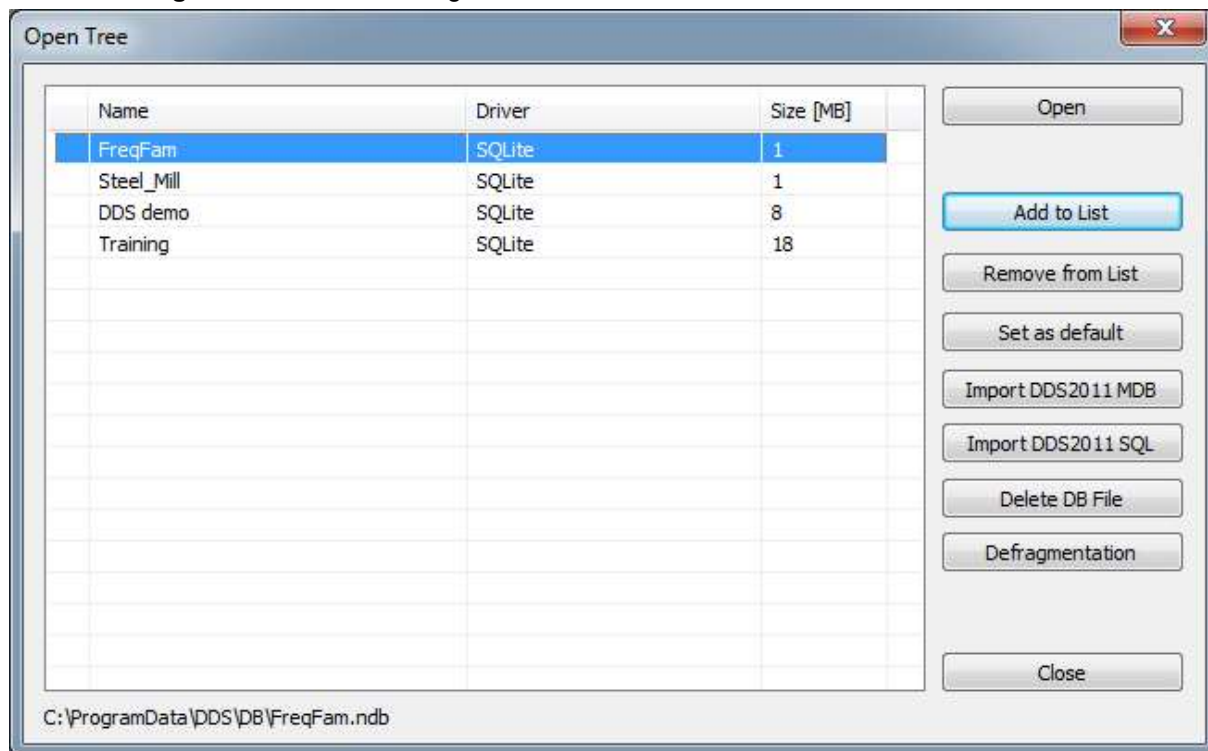 Open Tree
Name Driver Size [MB]
FreqFam SQLite 1
Steel_Mill SQLite 1
DDS demo SQLite 8
Training SQLite 18
Open
Add to List
Remove from List
Set as default
Import DDS2011 MDB
Import DDS2011 SQL
Delete DB File
Defragmentation
Close
C:\ProgramData\DDS\DB\FreqFam.ndb